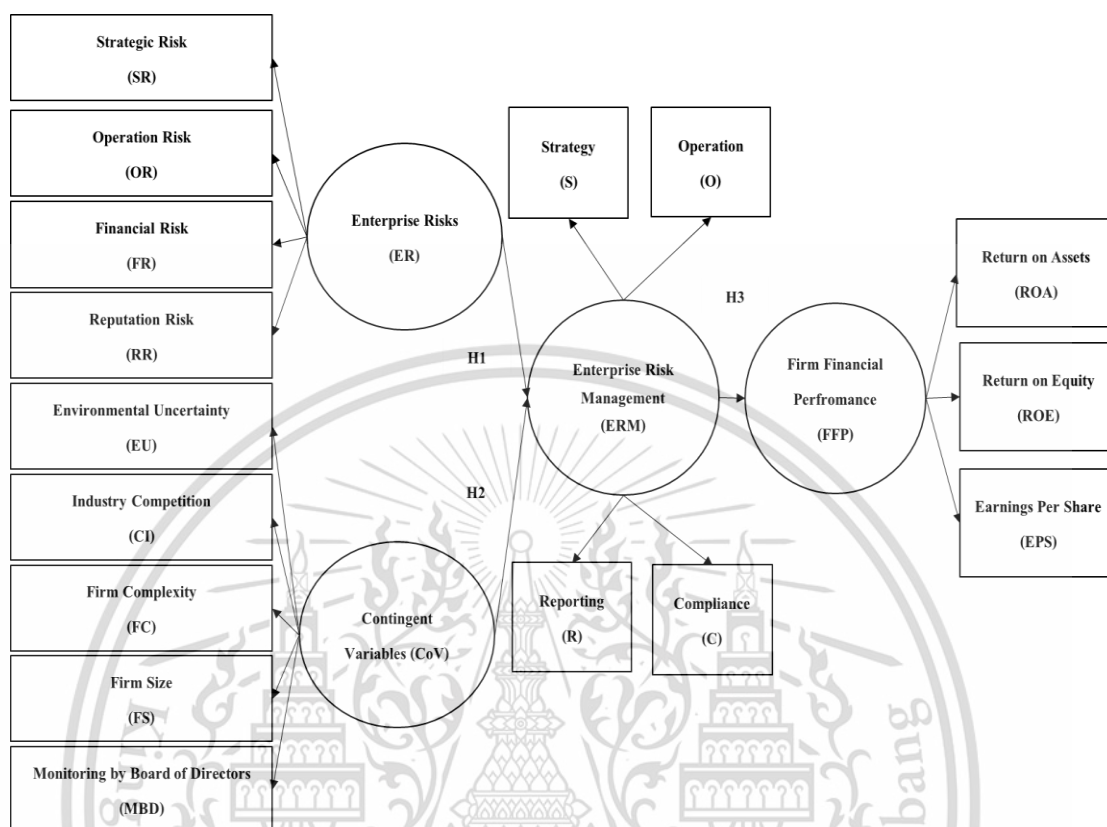 Strategic Risk
(SR)
Operation Risk
(OR)
Financial Risk
(FR)
Reputation Risk
(RR)
Environmental Uncertainty
(EU)
Industry Competition
(CI)
Firm Complexity
(FC)
Firm Size
(FS)
Monitoring by Board of Directors
(MBD)
Enterprise Risks
(ER)
Contingent
Variables (CoV)
H1
H2
Strategy
(S)
Operation
(O)
Enterprise Risk
Management
(ERM)
Reporting
(R)
Compliance
(C)
H3
Firm Financial
Perfromance
(FFP)
Return on Assets
(ROA)
Return on Equity
(ROE)
Earnings Per Share
(EPS)